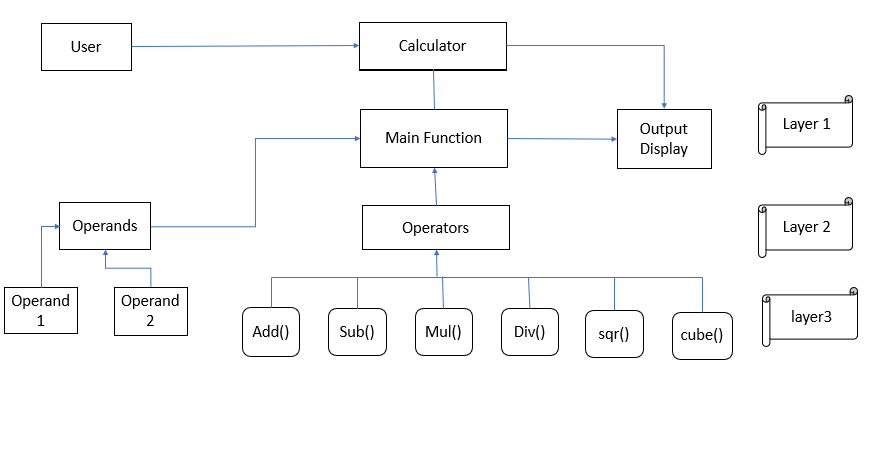 User
Calculator
Main Function
Output
Display
Layer 1
Operands
Operators
Layer 2
Operand
1
Operand
2
Add()
Sub()
Mul()
Div()
sqr()
cube()
layer3